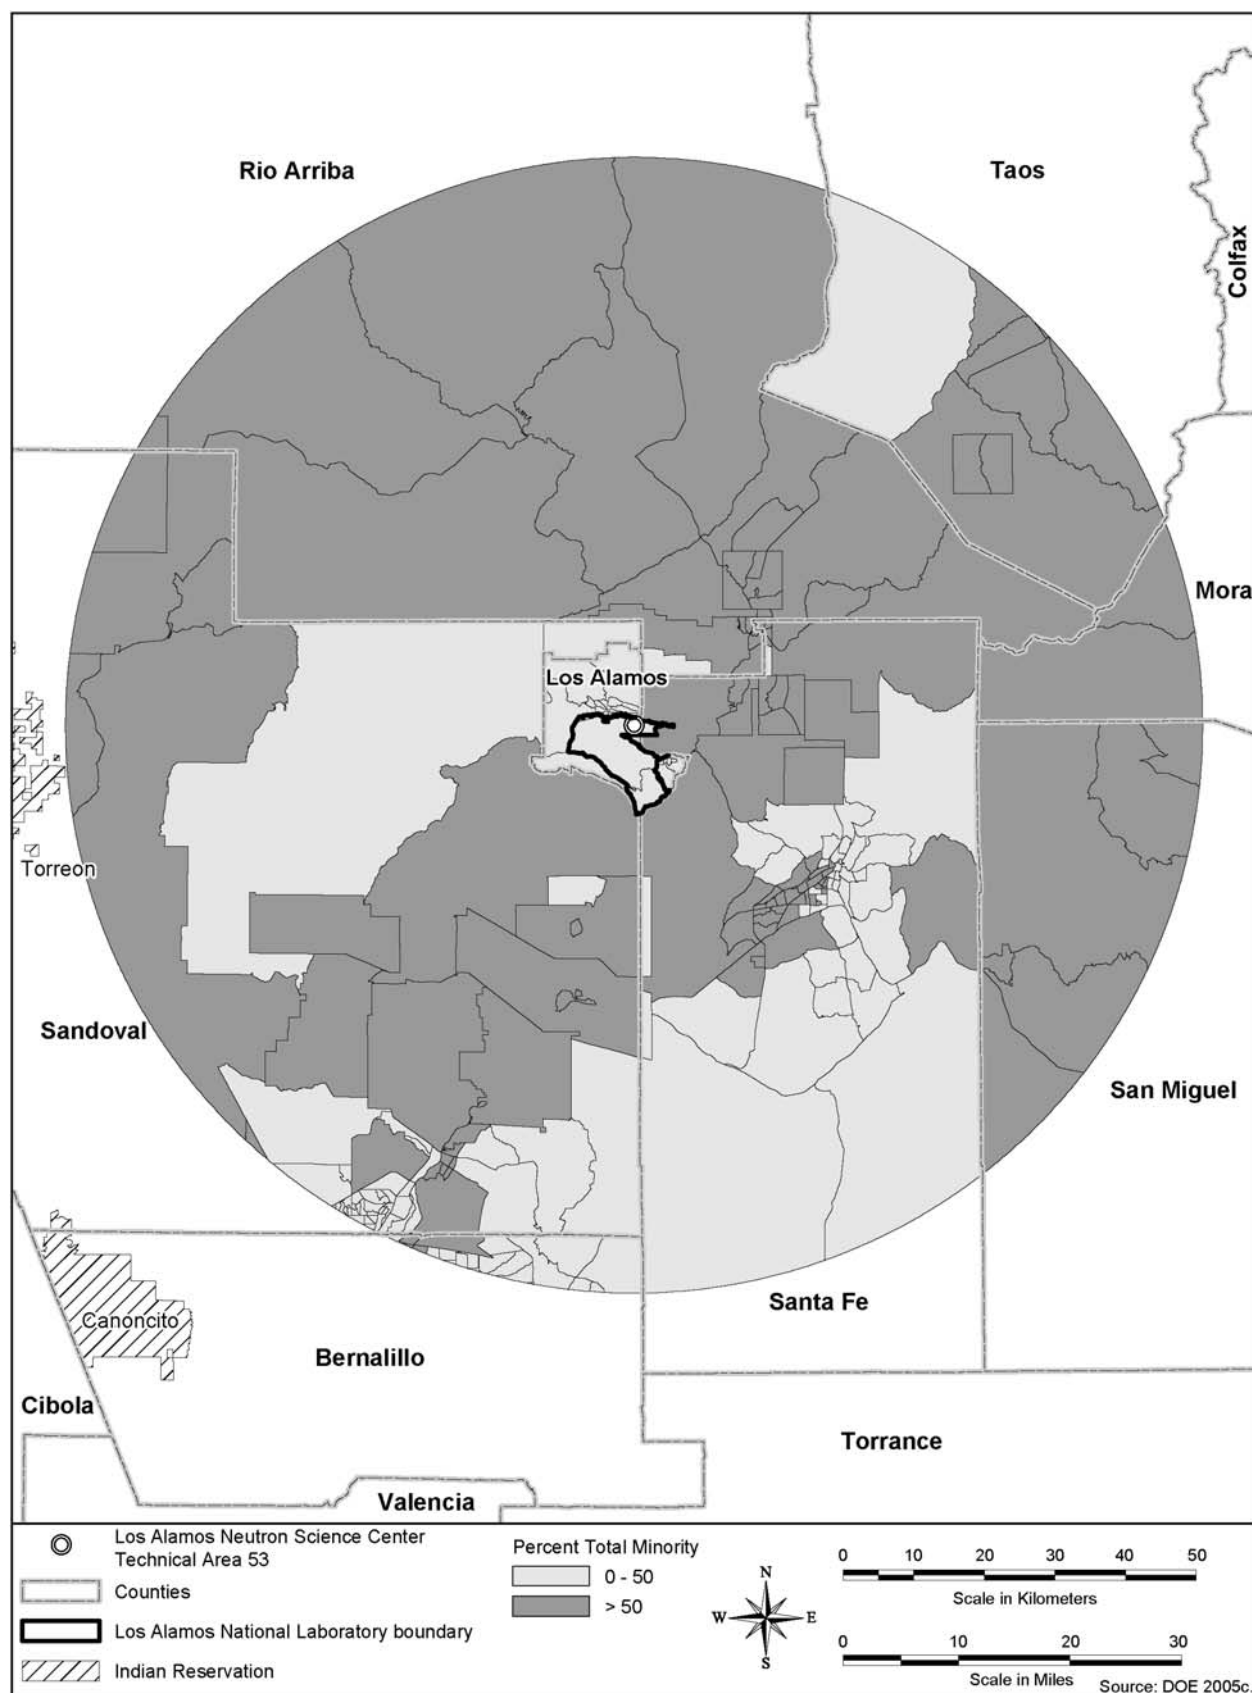 Rio Arriba
Taos
Colfax
Mora
Los Alamos
Torreon
Sandoval
San Miguel
Santa Fe
Canoncito
Bernalillo
Cibola
Torrance
Valencia
Los Alamos Neutron Science Center
Technical Area 53
Counties
Los Alamos National Laboratory boundary
Indian Reservation
Percent Total Minority
0 - 50
> 50
N
W E
S
0 10 20 30 40 50
Scale in Kilometers
0 10 20 30
Scale in Miles
Source: DOE 2005c.